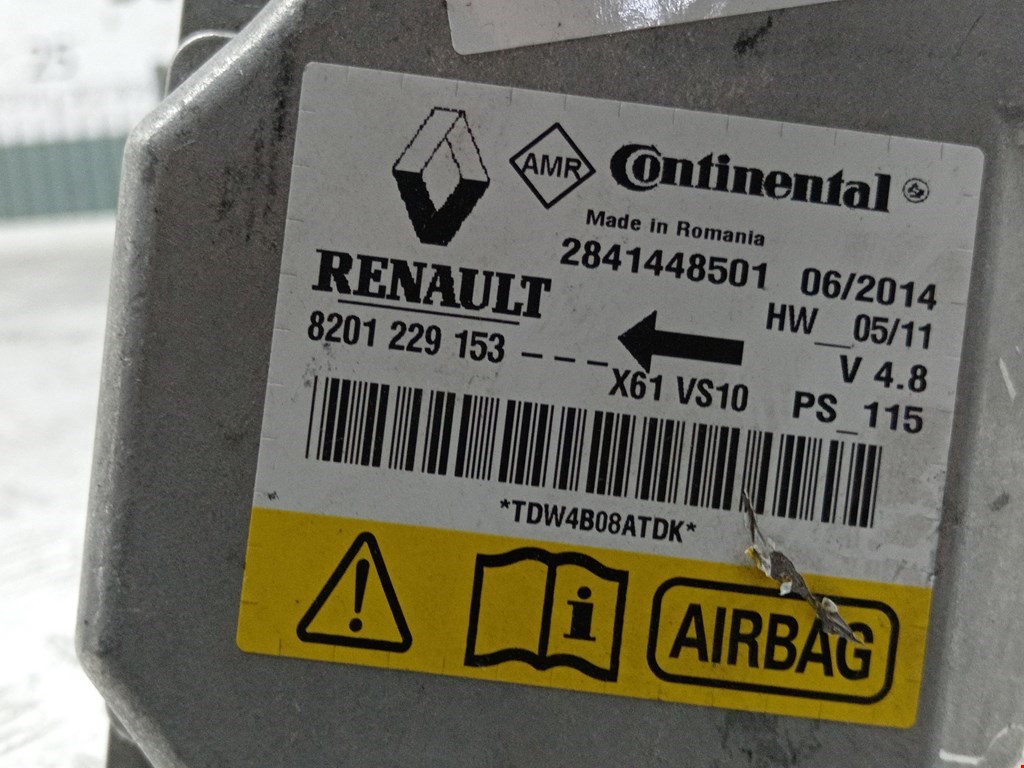 AMR
Continental
Made in Romania
2841448501 06/2014
RENAULT
HW__05/11
8201 229 153 _ _ _ _
X61 VS10
V 4.8
PS_115
*TDW4B08ATDK*
i
AIRBAG